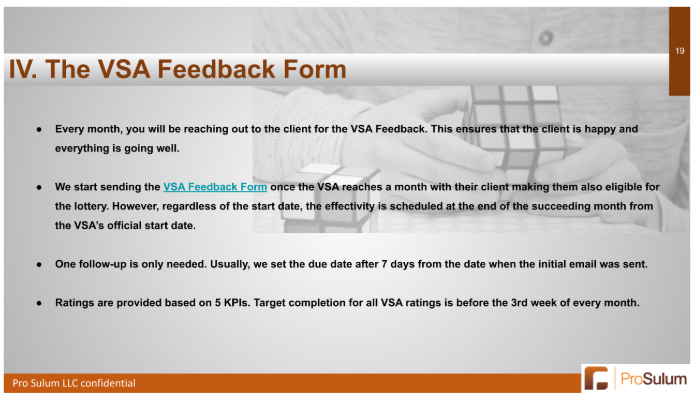 19
IV. The VSA Feedback Form
● Every month, you will be reaching out to the client for the VSA Feedback. This ensures that the client is happy and
everything is going well.
● We start sending the VSA Feedback Form once the VSA reaches a month with their client making them also eligible for
the lottery. However, regardless of the start date, the effectivity is scheduled at the end of the succeeding month from
the VSA's official start date.
● One follow-up is only needed. Usually, we set the due date after 7 days from the date when the initial email was sent.
● Ratings are provided based on 5 KPIs. Target completion for all VSA ratings is before the 3rd week of every month.
Pro Sulum LLC confidential
ProSulum